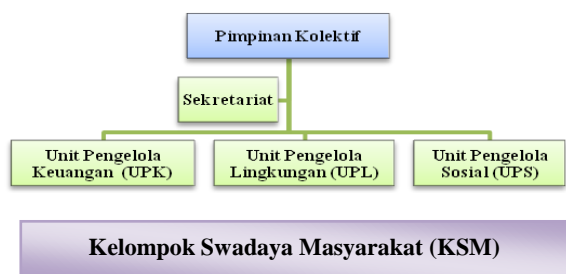 Pimpinan Kolektif
Sekretariat
Unit Pengelola
Keuangan (UPK)
Unit Pengelola
Lingkungan (UPL)
Unit Pengelola
Sosial (UPS)
Kelompok Swadaya Masyarakat (KSM)